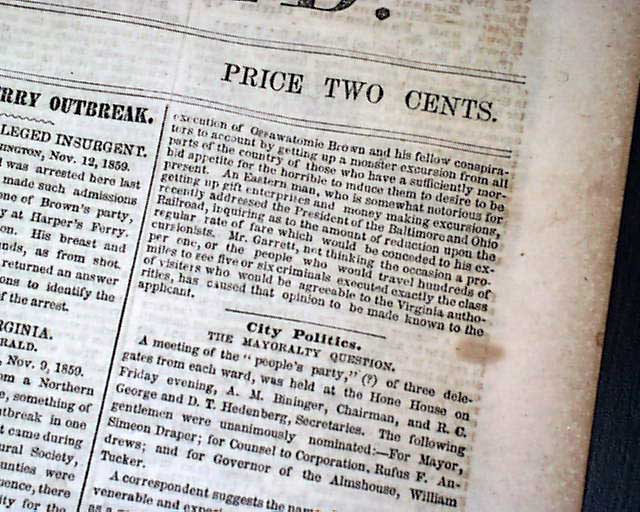 PRICE TWO CENTS.
RRY OUTBREAK.
LEGED INSURGENT.
INGTON, Nov. 12, 1859.
was arrested here last
made such admissions
one of Brown's party,
y at Harper's Ferry.
on. His breast and
nds, as from shot.
returned an answer
ons to identify the
f the arrest.
RGINIA.
RALD.
, Nov. 9, 1859.
om a Northern
e, something of
utbreak in one
t came during
ural Society,
unties were
nence, there
ity for the
execution of Ossawatomie Brown and his fellow conspira-
tors to account by getting up a monster excursion from all
parts of the country of those who have a sufficiently mor-
bid appetite for the horrible to induce them to desire to be
present. An Eastern man, who is somewhat notorious for
getting up gift enterprises and money making excursions,
recently addressed the President of the Baltimore and Ohio
Railroad, inquiring as to the amount of reduction upon the
regular rate of fare which would be conceded to his ex-
cursionists. Mr. Garrett, not thinking the occasion a pro-
per one, or the people who would travel hundreds of
miles to see five or six criminals executed exactly the class
of visiters who would be agreeable to the Virginia autho-
rities, has caused that opinion to be made known to the
applicant.
City Politics.
THE MAYORALTY QUESTION.
A meeting of the "people's party," (?) of three dele-
gates from each ward, was held at the Hone House on
Friday evening, A. M. Bininger, Chairman, and R. C.
George and D. T. Hedenberg, Secretaries. The following
gentlemen were unanimously nominated:—For Mayor,
Simeon Draper; for Counsel to Corporation, Rufus F. An-
drews; and for Governor of the Almshouse, William
Tucker.
A correspondent suggests the
venerable and